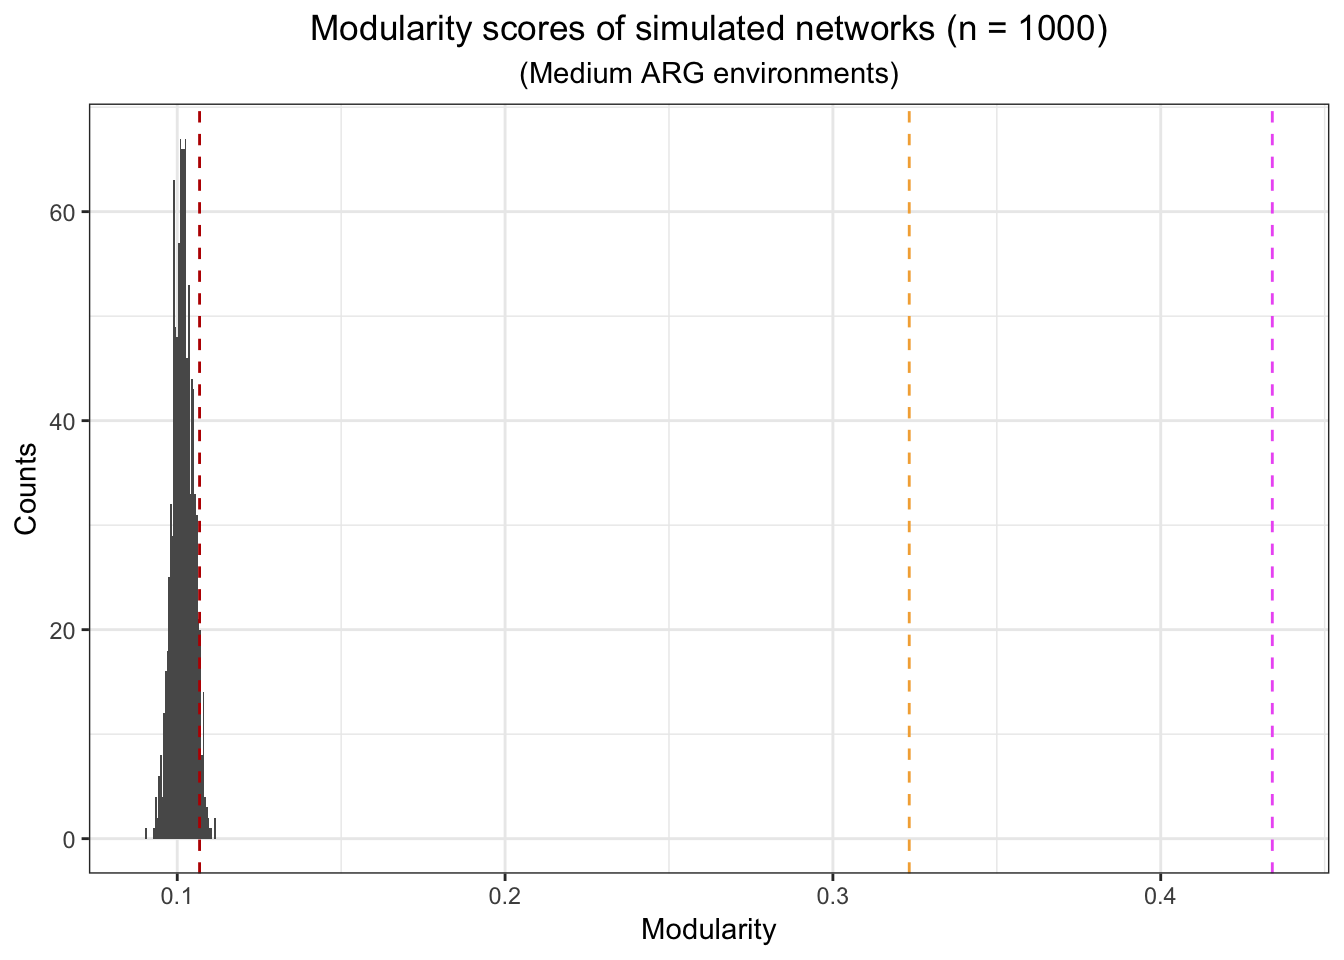 Modularity scores of simulated networks (n = 1000)
(Medium ARG environments)
60
40
20
0
Counts
0.1 0.2 0.3 0.4
Modularity